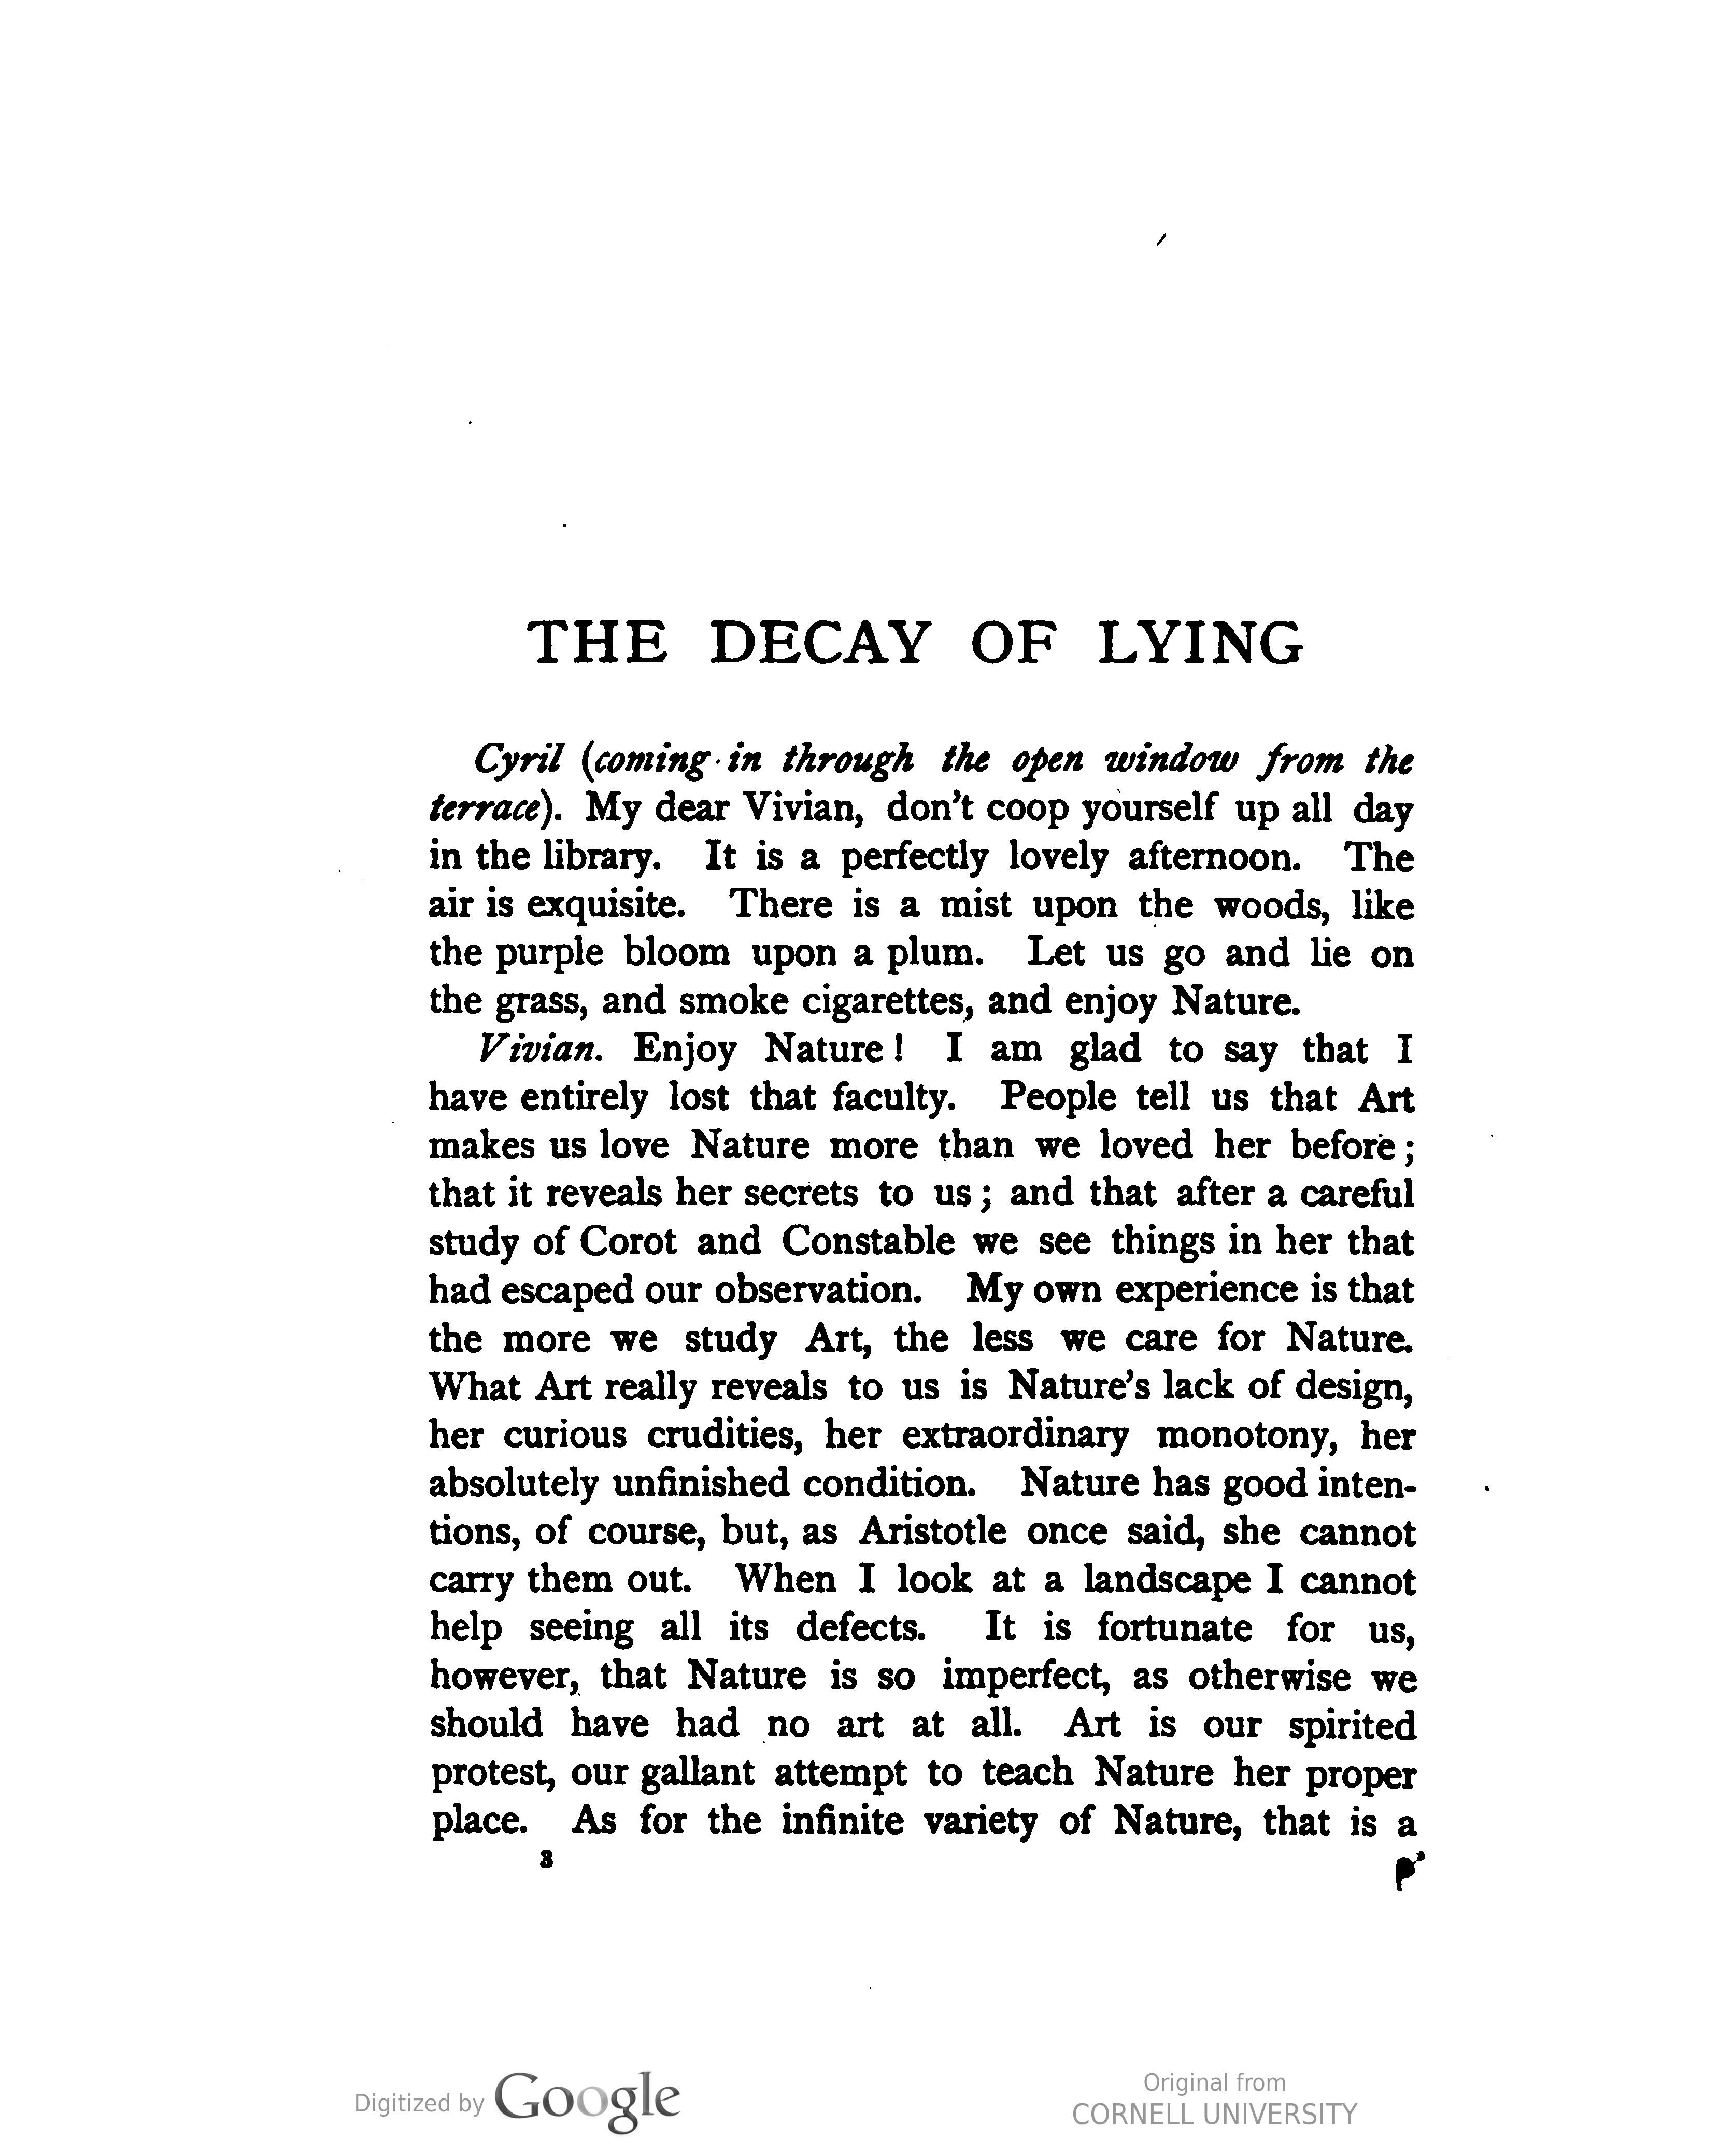 THE DECAY OF LYING
Cyril (coming in through the open window from the
terrace). My dear Vivian, don't coop yourself up all day
in the library. It is a perfectly lovely afternoon. The
air is exquisite. There is a mist upon the woods, like
the purple bloom upon a plum. Let us go and lie on
the grass, and smoke cigarettes, and enjoy Nature.
Vivian. Enjoy Nature! I am glad to say that I
have entirely lost that faculty. People tell us that Art
makes us love Nature more than we loved her before;
that it reveals her secrets to us; and that after a careful
study of Corot and Constable we see things in her that
had escaped our observation. My own experience is that
the more we study Art, the less we care for Nature.
What Art really reveals to us is Nature's lack of design,
her curious crudities, her extraordinary monotony, her
absolutely unfinished condition. Nature has good inten-
tions, of course, but, as Aristotle once said, she cannot
carry them out. When I look at a landscape I cannot
help seeing all its defects. It is fortunate for us,
however, that Nature is so imperfect, as otherwise we
should have had no art at all. Art is our spirited
protest, our gallant attempt to teach Nature her proper
place. As for the infinite variety of Nature, that is a
3
Digitized by Google
Original from
CORNELL UNIVERSITY